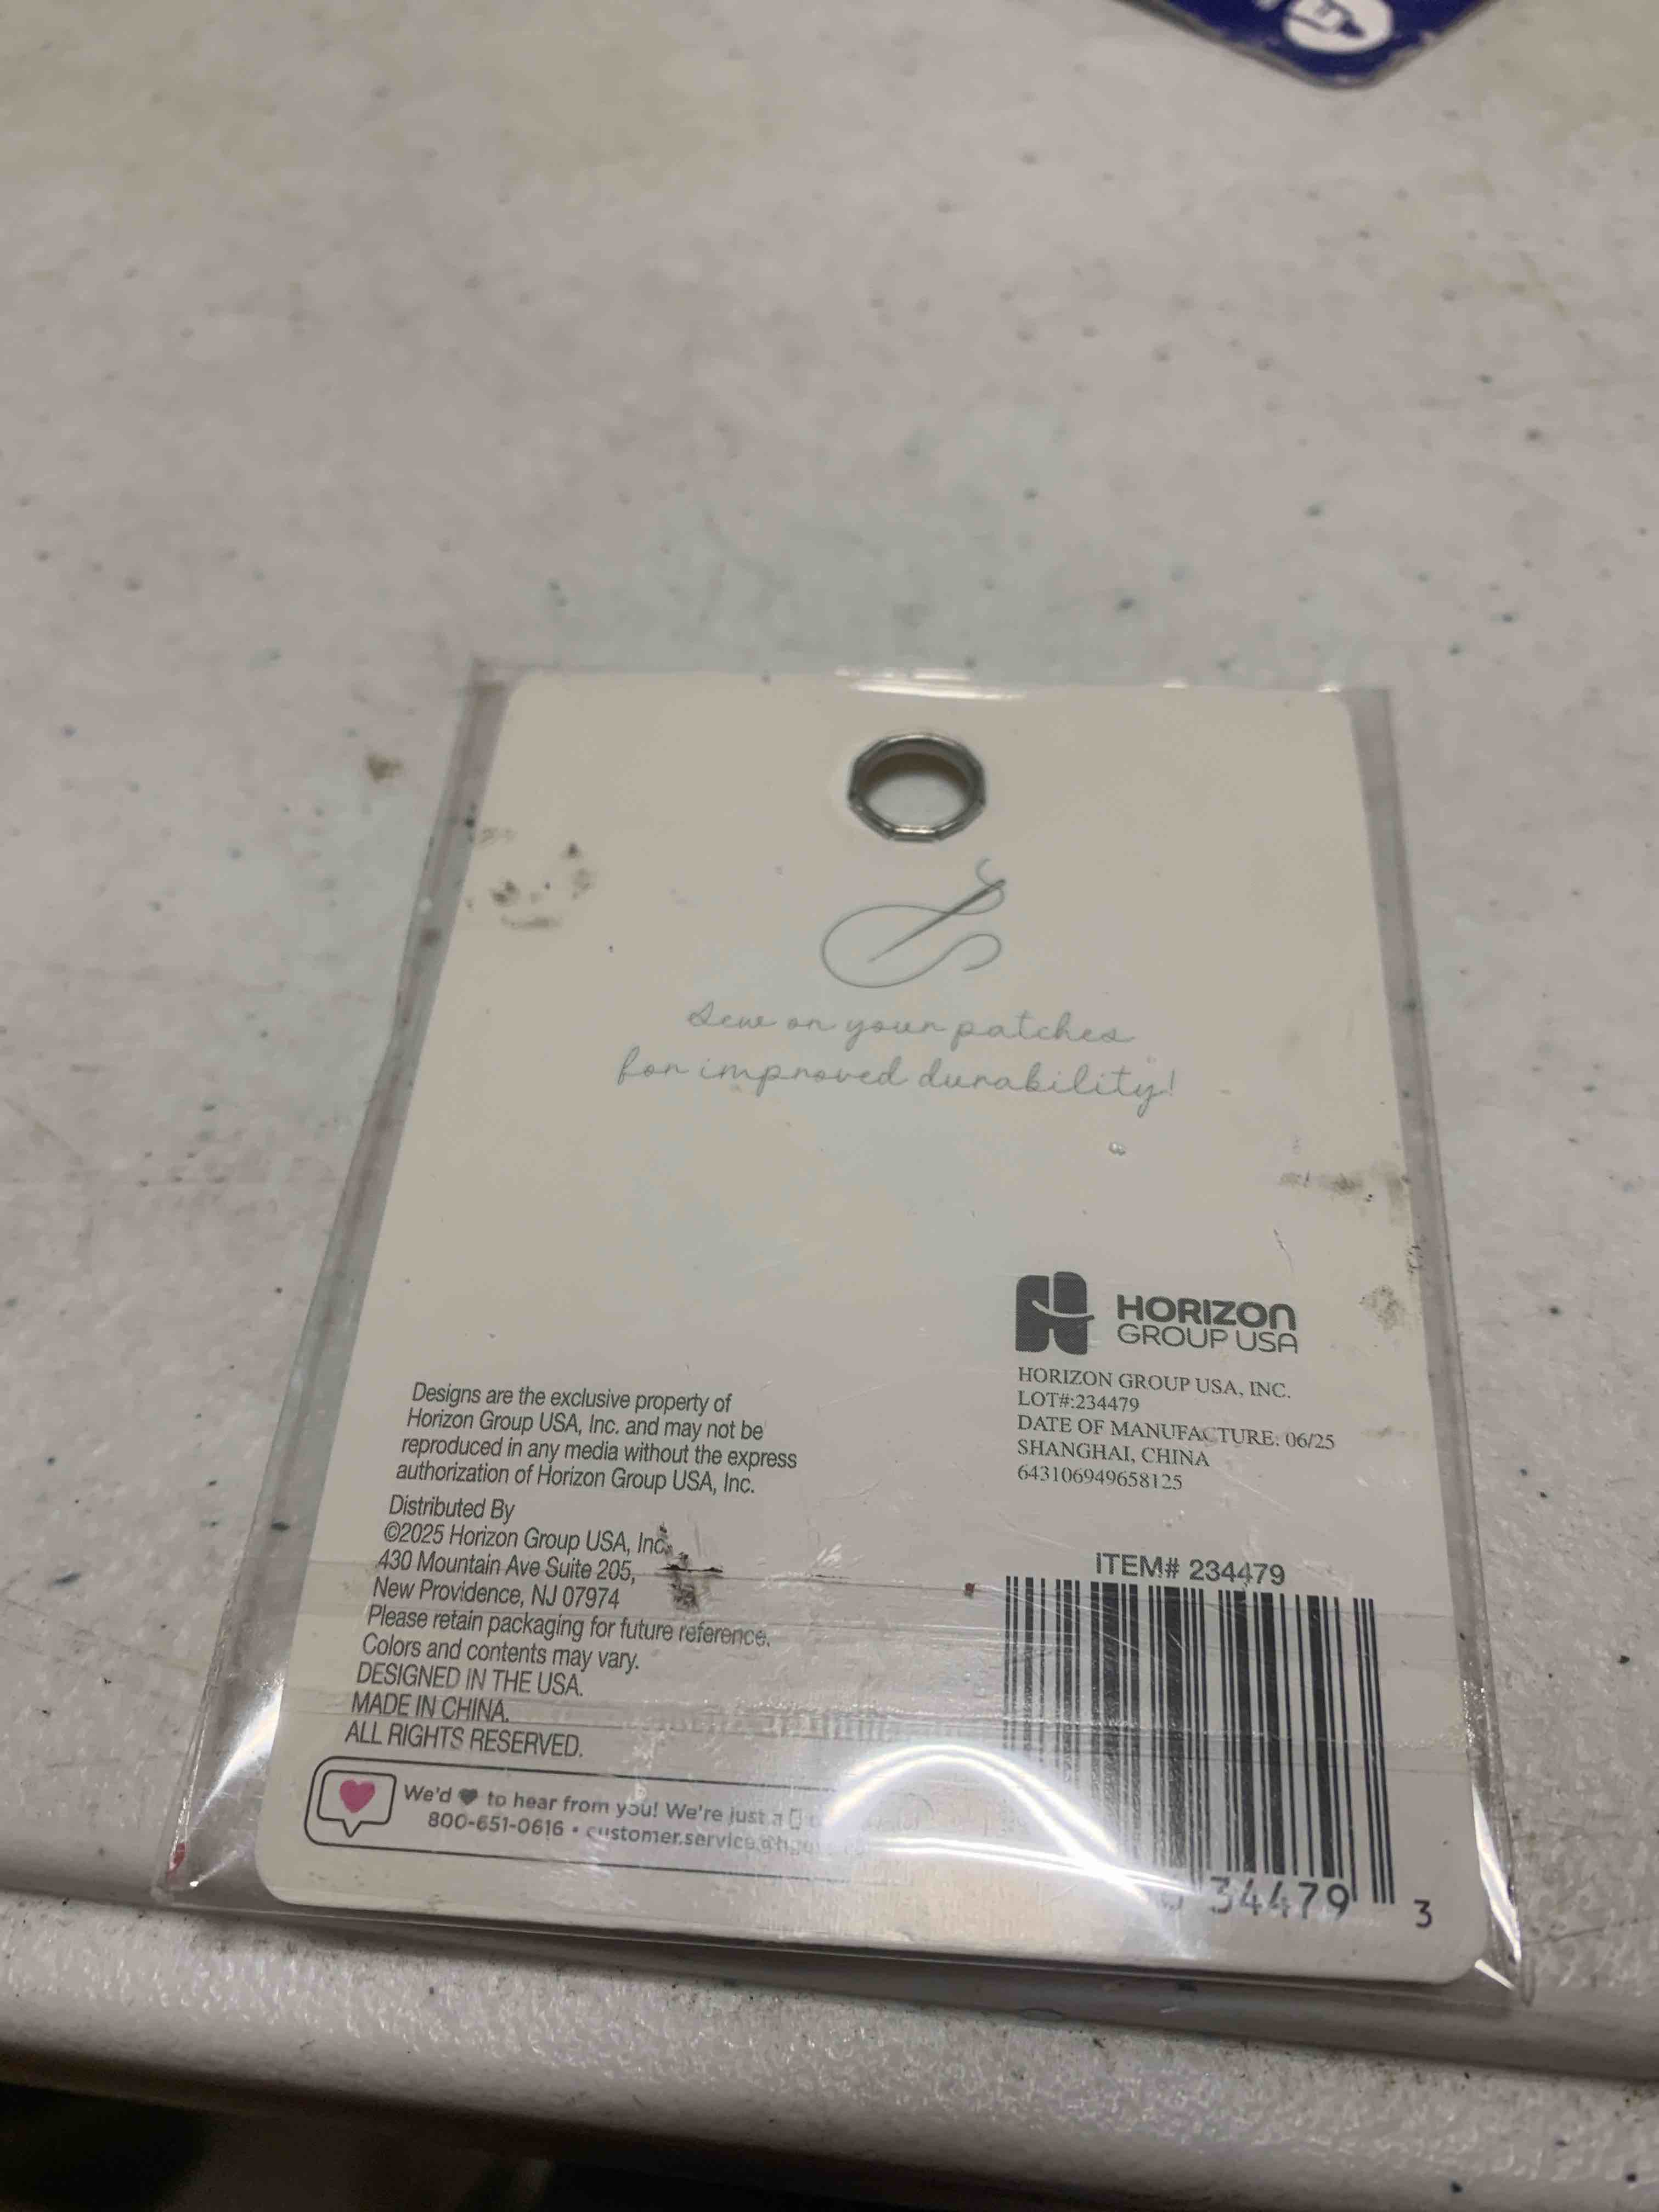 Sew on your patches
for improved durability!
HORIZON
GROUP USA
HORIZON GROUP USA, INC.
LOT#:234479
DATE OF MANUFACTURE: 06/25
SHANGHAI, CHINA
643106949658125
Designs are the exclusive property of
Horizon Group USA, Inc. and may not be
reproduced in any media without the express
authorization of Horizon Group USA, Inc.
Distributed By
©2025 Horizon Group USA, Inc.
430 Mountain Ave Suite 205,
New Providence, NJ 07974
Please retain packaging for future reference.
Colors and contents may vary.
DESIGNED IN THE USA.
MADE IN CHINA.
ALL RIGHTS RESERVED.
We'd ♥ to hear from you! We're just a
800-651-0616 •
ITEM# 234479
34479 3